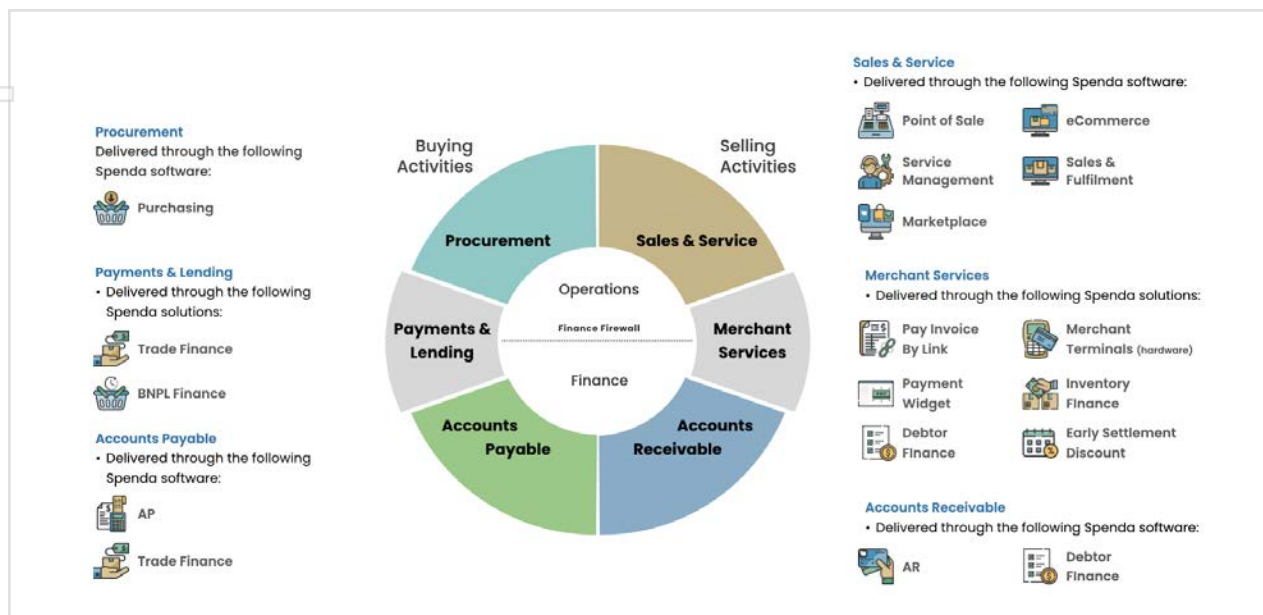 Procurement
Delivered through the following
Spenda software:
Purchasing
Payments & Lending
• Delivered through the following
Spenda solutions:
Trade Finance
BNPL Finance
Accounts Payable
• Delivered through the following
Spenda software:
AP
Trade Finance
Buying
Activities
Selling
Activities
Procurement
Sales & Service
Operations
Finance Firewall
Finance
Payments &
Lending
Merchant
Services
Accounts
Payable
Accounts
Receivable
Sales & Service
• Delivered through the following Spenda software:
Point of Sale
eCommerce
Service
Management
Sales &
Fulfilment
Marketplace
Merchant Services
• Delivered through the following Spenda solutions:
Pay Invoice
By Link
Merchant
Terminals (hardware)
Payment
Widget
Inventory
Finance
Debtor
Finance
Early Settlement
Discount
Accounts Receivable
• Delivered through the following Spenda software:
AR
Debtor
Finance